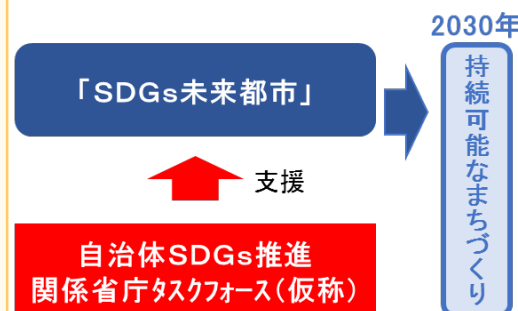 2030年
「SDGs未来都市」
持続可能なまちづくり
支援
自治体SDGs推進
関係省庁ﾀｽｸﾌｫｰｽ(仮称)